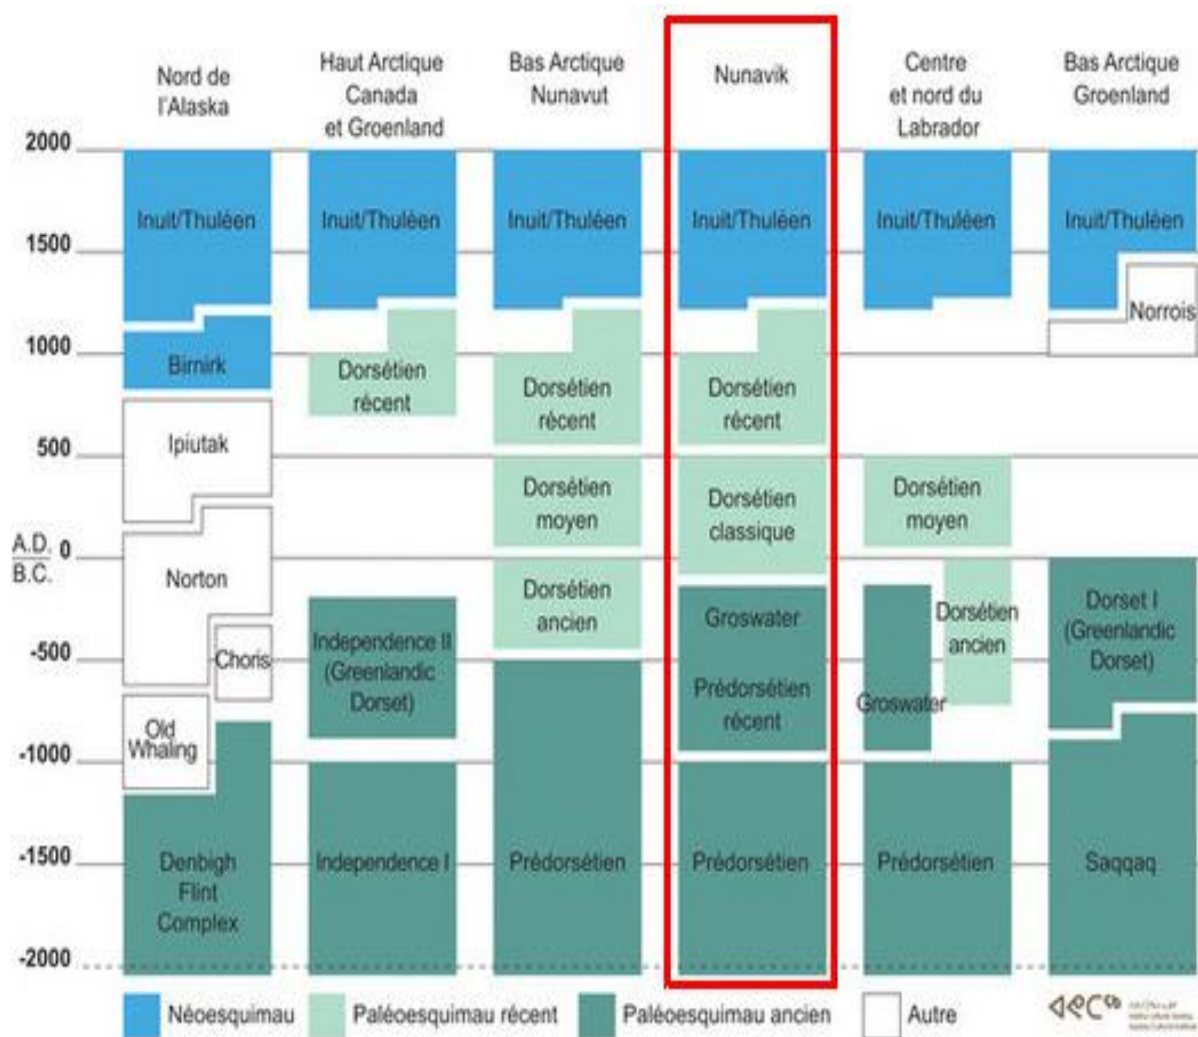 Nord de
l'Alaska
Haut Arctique
Canada
et Groenland
Bas Arctique
Nunavut
Nunavik
Centre
et nord du
Labrador
Bas Arctique
Groenland
2000
1500
1000
500
A.D. 0
B.C.
-500
-1000
-1500
-2000
Inuit/Thuléen
Birnirk
Ipiutak
Norton
Choris
Old
Whaling
Denbigh
Flint
Complex
Inuit/Thuléen
Dorsétien
récent
Independence II
(Greenlandic
Dorset)
Independence I
Inuit/Thuléen
Dorsétien
récent
Dorsétien
moyen
Dorsétien
ancien
Prédorsétien
Inuit/Thuléen
Dorsétien
récent
Dorsétien
classique
Groswater
Prédorsétien
récent
Prédorsétien
Inuit/Thuléen
Dorsétien
moyen
Dorsétien
ancien
Groswater
Prédorsétien
Inuit/Thuléen
Norrois
Dorset I
(Greenlandic
Dorset)
Saqqaq
Néoesquimau
Paléoesquimau récent
Paléoesquimau ancien
Autre
ᐊᕕᑕᖅ